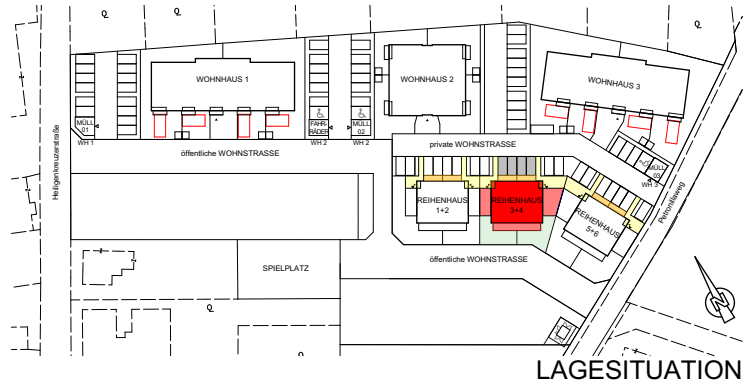 WOHNHAUS 1
WOHNHAUS 2
WOHNHAUS 3
MÜLL
01
WH 1
FAHR-
RÄDER
WH 2
MÜLL
02
WH 2
MÜLL
03
WH 3
Heiligenkreuzerstraße
öffentliche WOHNSTRASSE
private WOHNSTRASSE
REIHENHAUS
1+2
REIHENHAUS
3+4
REIHENHAUS
5+6
Petronillaweg
SPIELPLATZ
öffentliche WOHNSTRASSE
N
LAGESITUATION